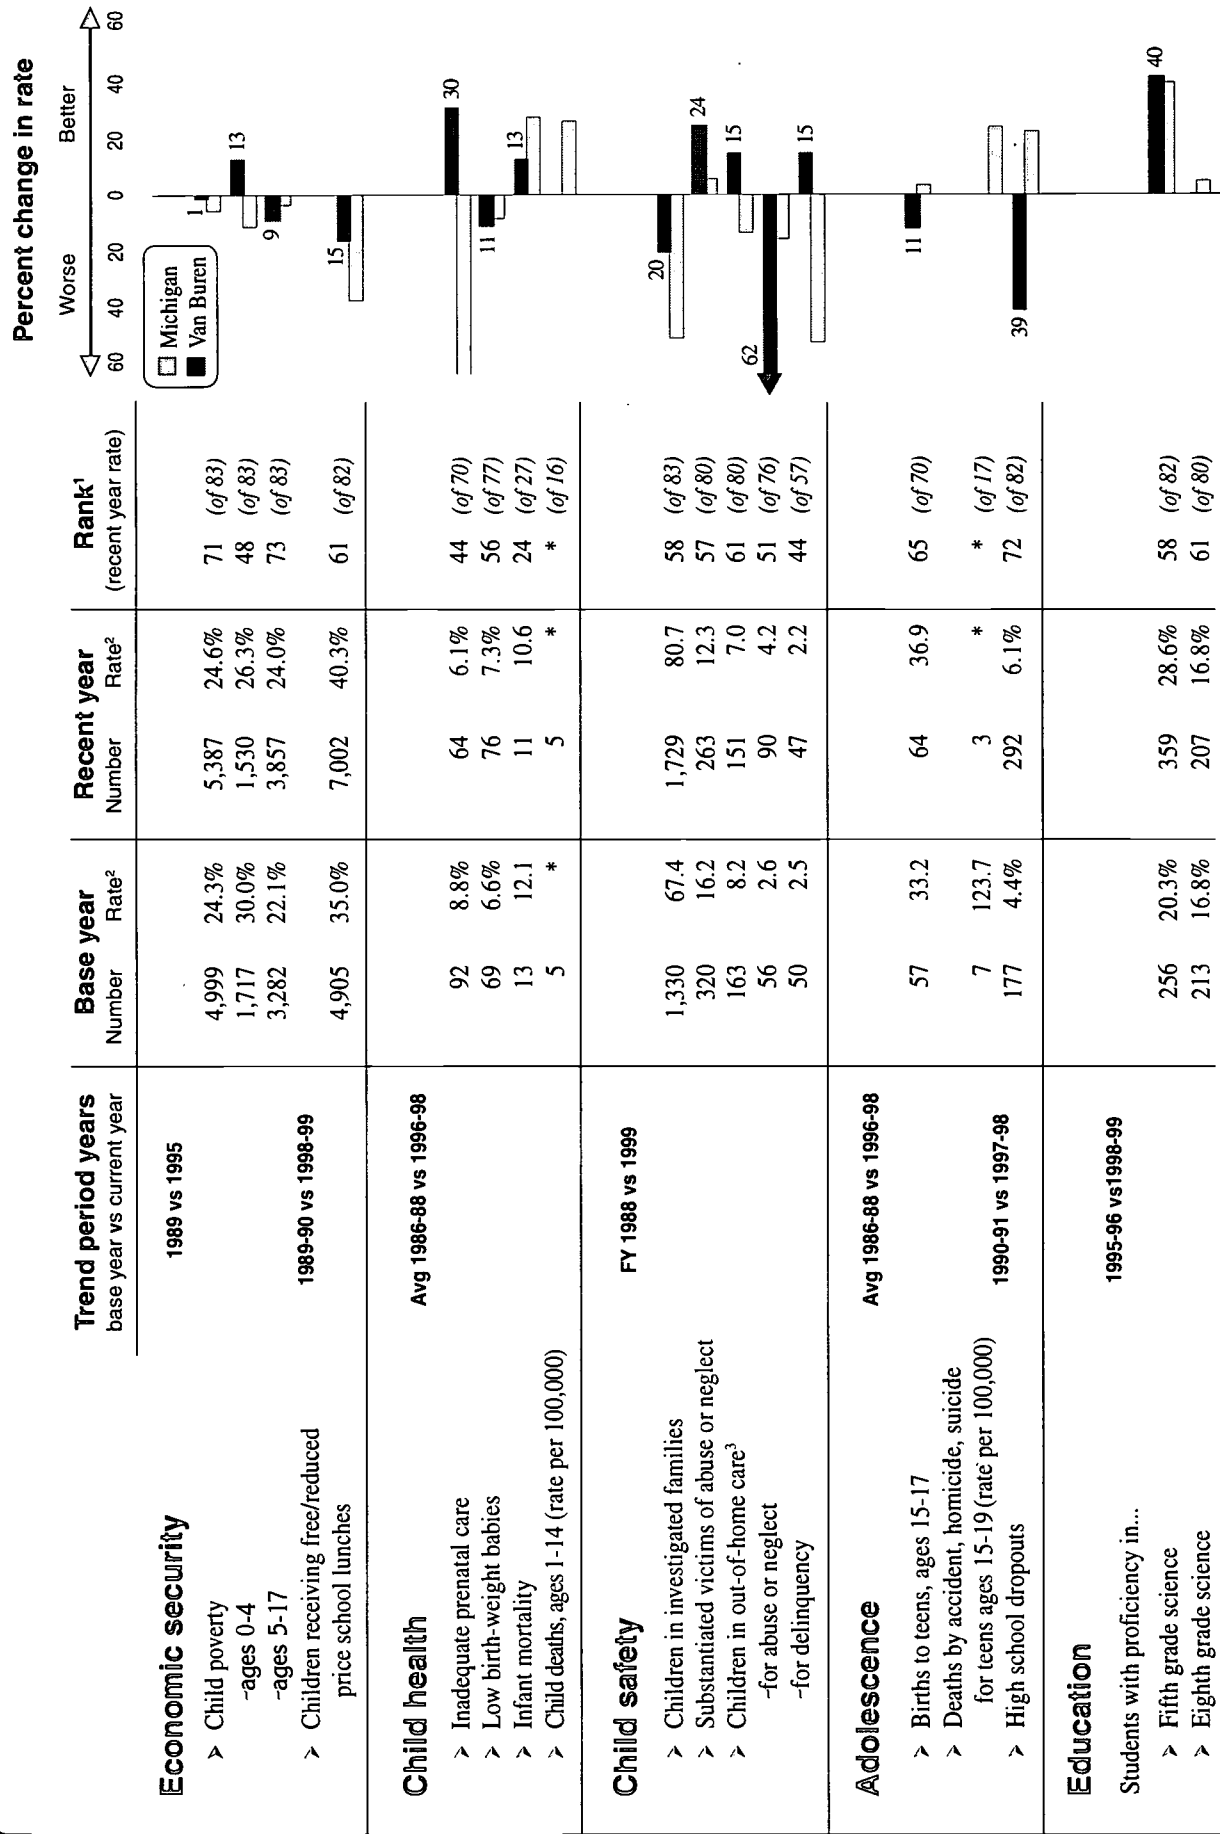 Trend period years Base year Recent year Rank¹ Percent change in rate
base year vs current year Number Rate² Number Rate² (recent year rate) Worse Better
60 40 20 0 20 40 60
Michigan
Van Buren
Economic security 1989 vs 1995
➤ Child poverty 4,999 24.3% 5,387 24.6% 71 (of 83) 1
-ages 0-4 1,717 30.0% 1,530 26.3% 48 (of 83) 13
-ages 5-17 3,282 22.1% 3,857 24.0% 73 (of 83) 9
➤ Children receiving free/reduced 1989-90 vs 1998-99
price school lunches 4,905 35.0% 7,002 40.3% 61 (of 82) 15
Child health Avg 1986-88 vs 1996-98
➤ Inadequate prenatal care 92 8.8% 64 6.1% 44 (of 70) 30
➤ Low birth-weight babies 69 6.6% 76 7.3% 56 (of 77) 11
➤ Infant mortality 13 12.1 11 10.6 24 (of 27) 13
➤ Child deaths, ages 1-14 (rate per 100,000) 5 * 5 * * (of 16)
Child safety FY 1988 vs 1999
➤ Children in investigated families 1,330 67.4 1,729 80.7 58 (of 83) 20
➤ Substantiated victims of abuse or neglect 320 16.2 263 12.3 57 (of 80) 24
➤ Children in out-of-home care³ 163 8.2 151 7.0 61 (of 80) 15
-for abuse or neglect 56 2.6 90 4.2 51 (of 76) 62
-for delinquency 50 2.5 47 2.2 44 (of 57) 15
Adolescence Avg 1986-88 vs 1996-98
➤ Births to teens, ages 15-17 57 33.2 64 36.9 65 (of 70) 11
➤ Deaths by accident, homicide, suicide
for teens ages 15-19 (rate per 100,000) 7 123.7 3 * * (of 17)
➤ High school dropouts 1990-91 vs 1997-98 177 4.4% 292 6.1% 72 (of 82) 39
Education
Students with proficiency in... 1995-96 vs1998-99
➤ Fifth grade science 256 20.3% 359 28.6% 58 (of 82) 40
➤ Eighth grade science 213 16.8% 207 16.8% 61 (of 80)